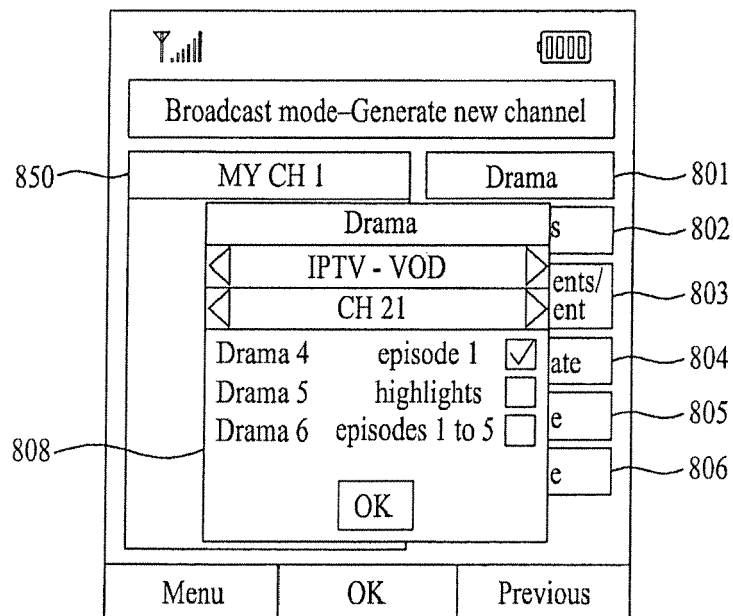 Broadcast mode–Generate new channel
850
MY CH 1
Drama
801
Drama
s
802
IPTV - VOD
ents/
ent
803
CH 21
Drama 4 episode 1
ate
804
Drama 5 highlights
Drama 6 episodes 1 to 5
e
805
808
e
806
OK
Menu
OK
Previous